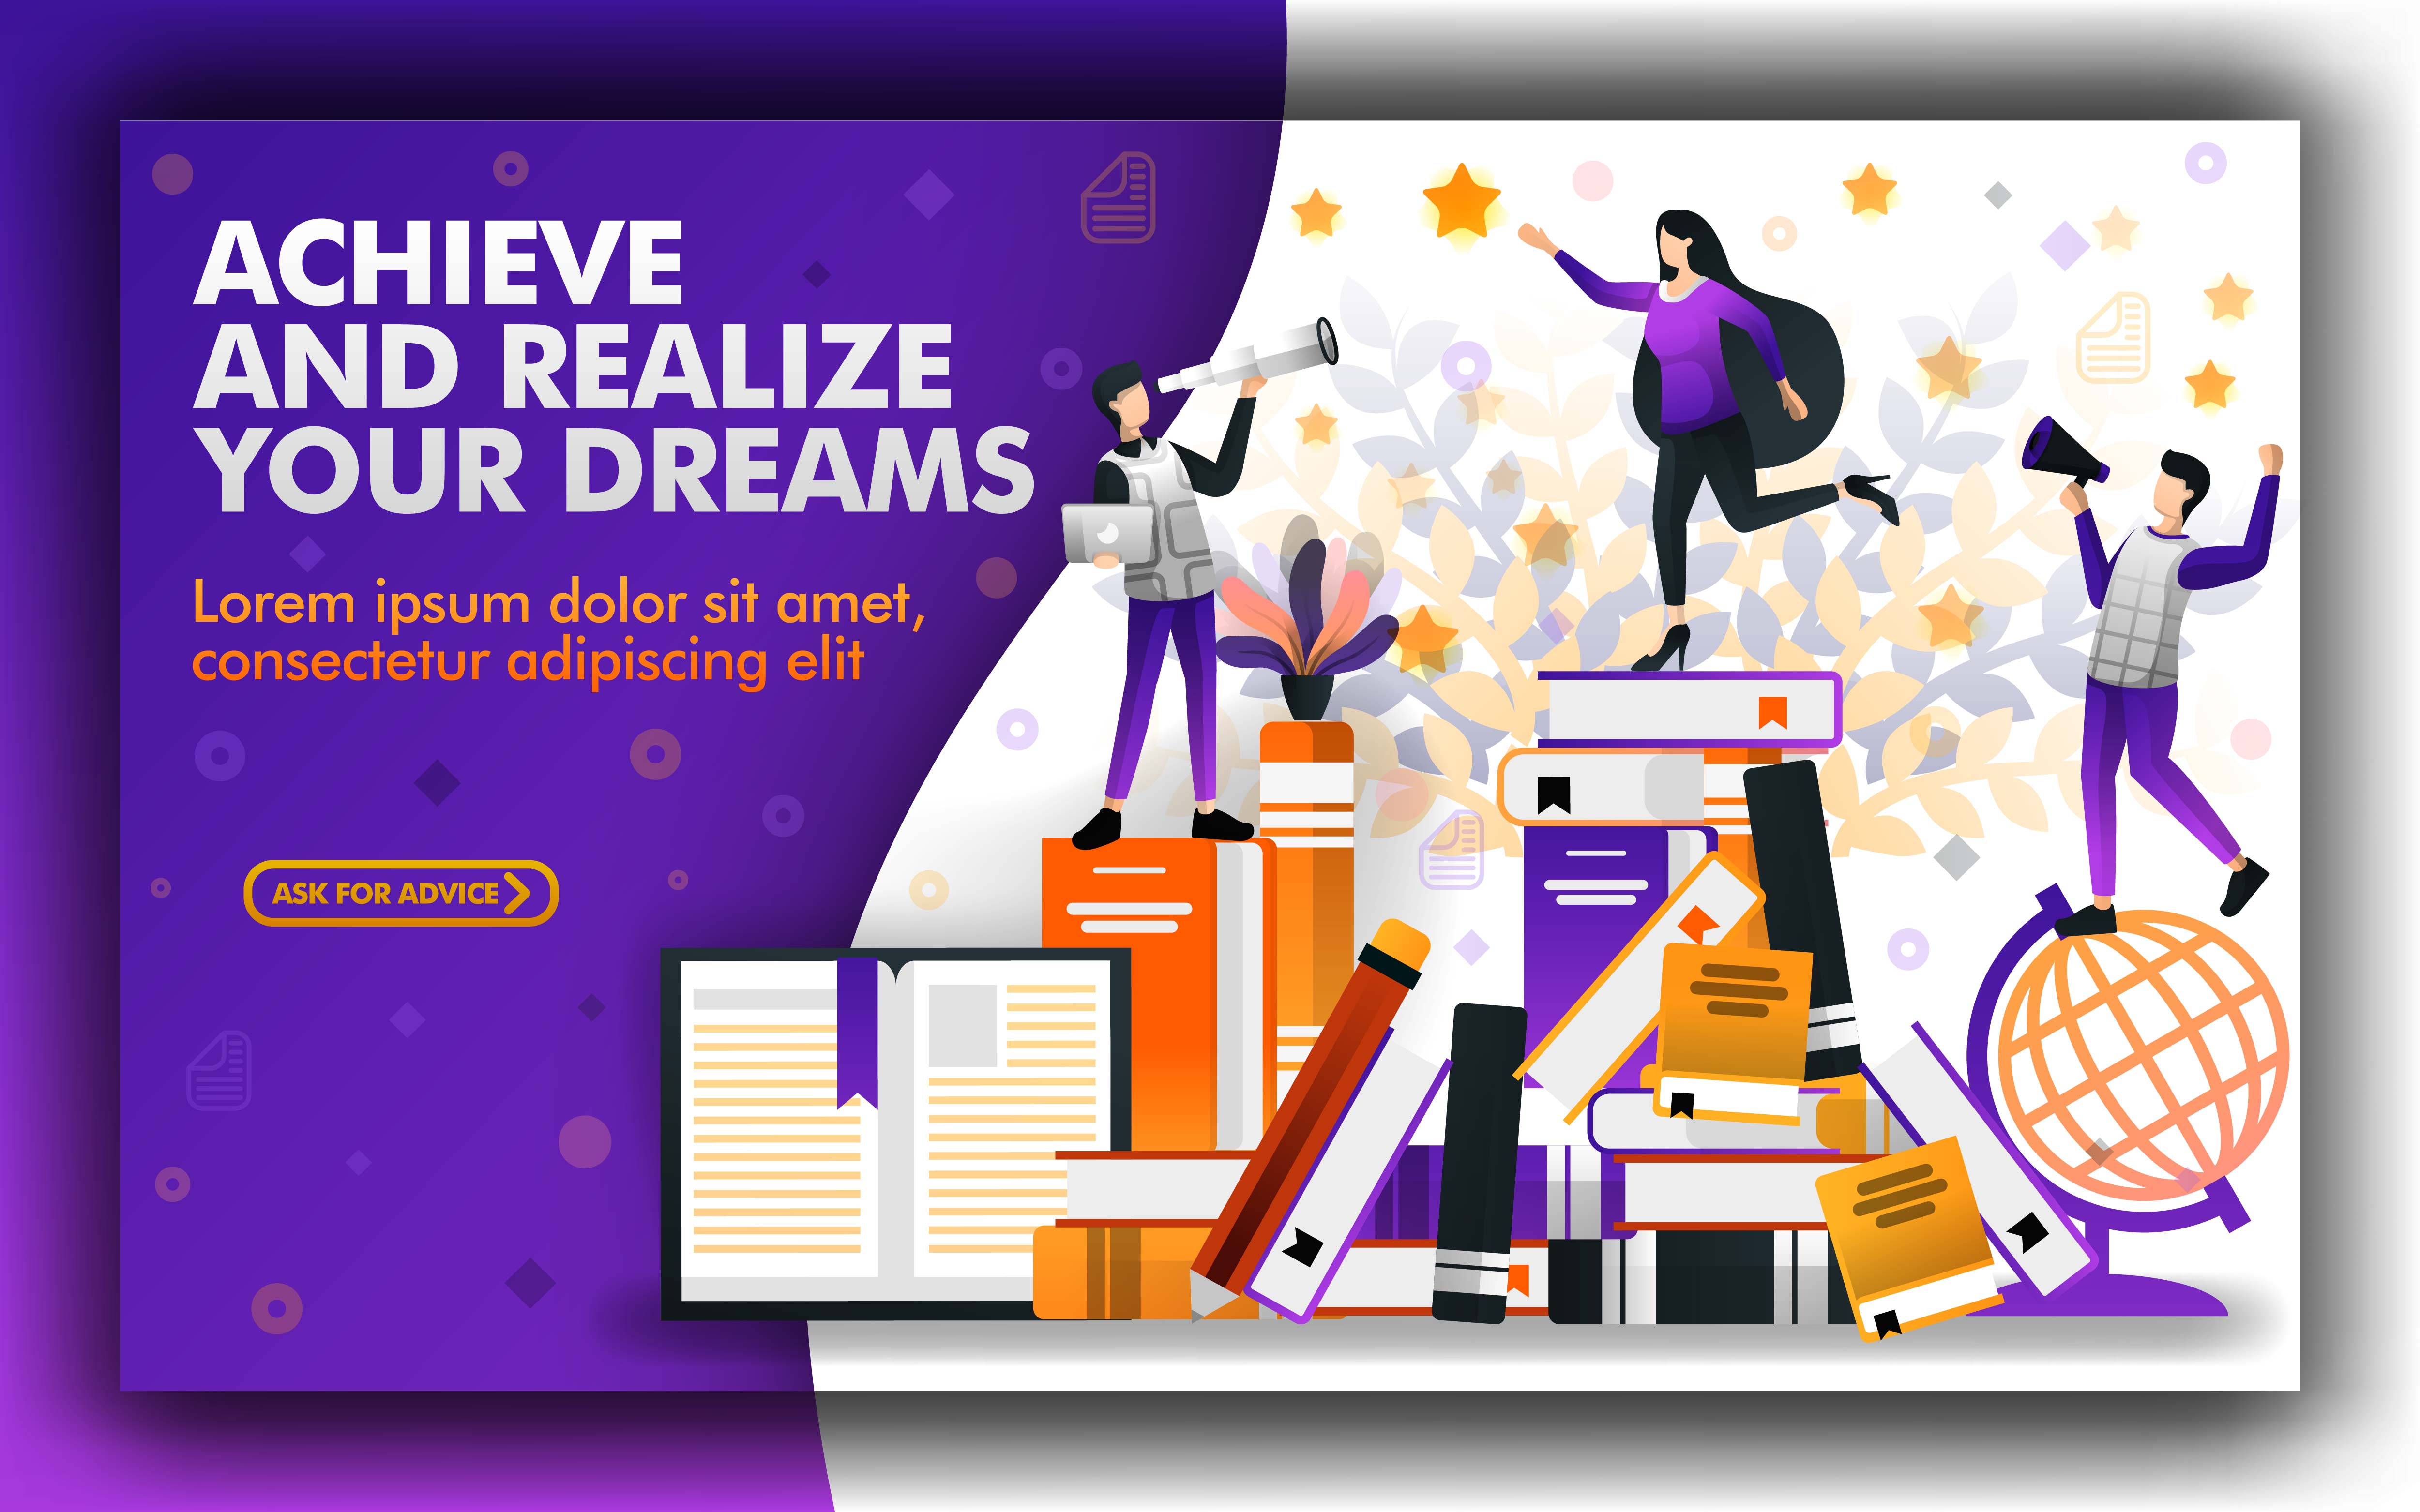 ACHIEVE
AND REALIZE
YOUR DREAMS
Lorem ipsum dolor sit amet,
consectetur adipiscing elit
ASK FOR ADVICE